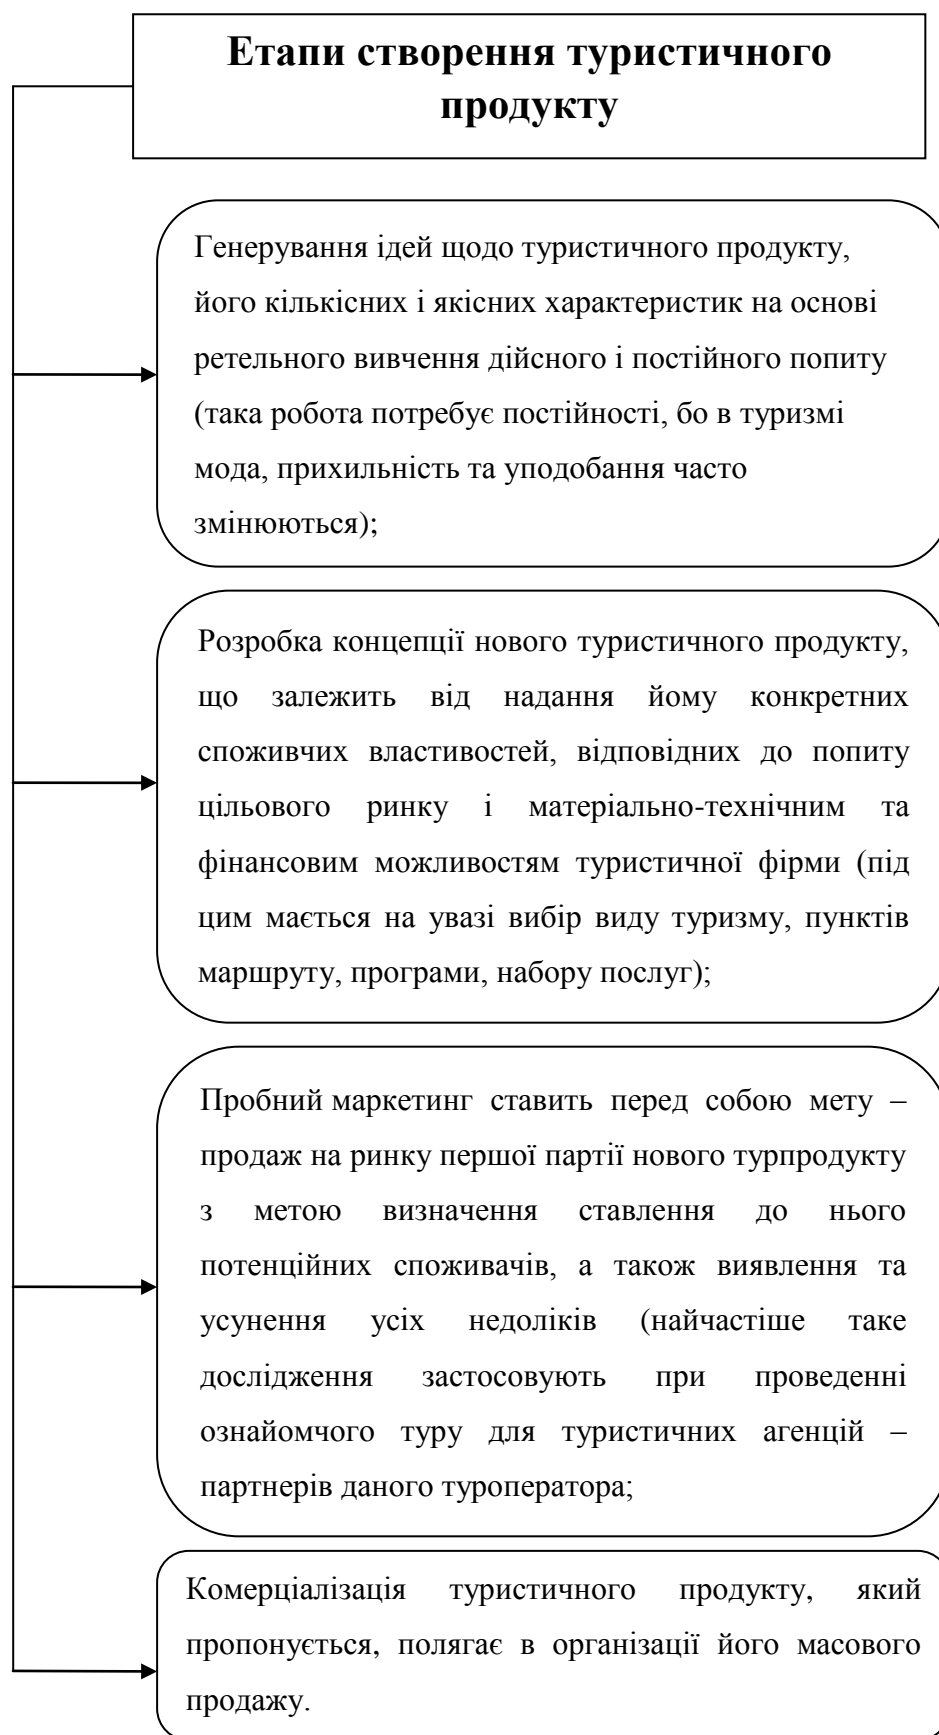 Етапи створення туристичного
продукту
Генерування ідей щодо туристичного продукту,
його кількісних і якісних характеристик на основі
ретельного вивчення дійсного і постійного попиту
(така робота потребує постійності, бо в туризмі
мода, прихильність та уподобання часто
змінюються);
Розробка концепції нового туристичного продукту,
що залежить від надання йому конкретних
споживчих властивостей, відповідних до попиту
цільового ринку і матеріально-технічним та
фінансовим можливостям туристичної фірми (під
цим мається на увазі вибір виду туризму, пунктів
маршруту, програми, набору послуг);
Пробний маркетинг ставить перед собою мету –
продаж на ринку першої партії нового турпродукту
з метою визначення ставлення до нього
потенційних споживачів, а також виявлення та
усунення усіх недоліків (найчастіше таке
дослідження застосовують при проведенні
ознайомчого туру для туристичних агенцій –
партнерів даного туроператора;
Комерціалізація туристичного продукту, який
пропонується, полягає в організації його масового
продажу.